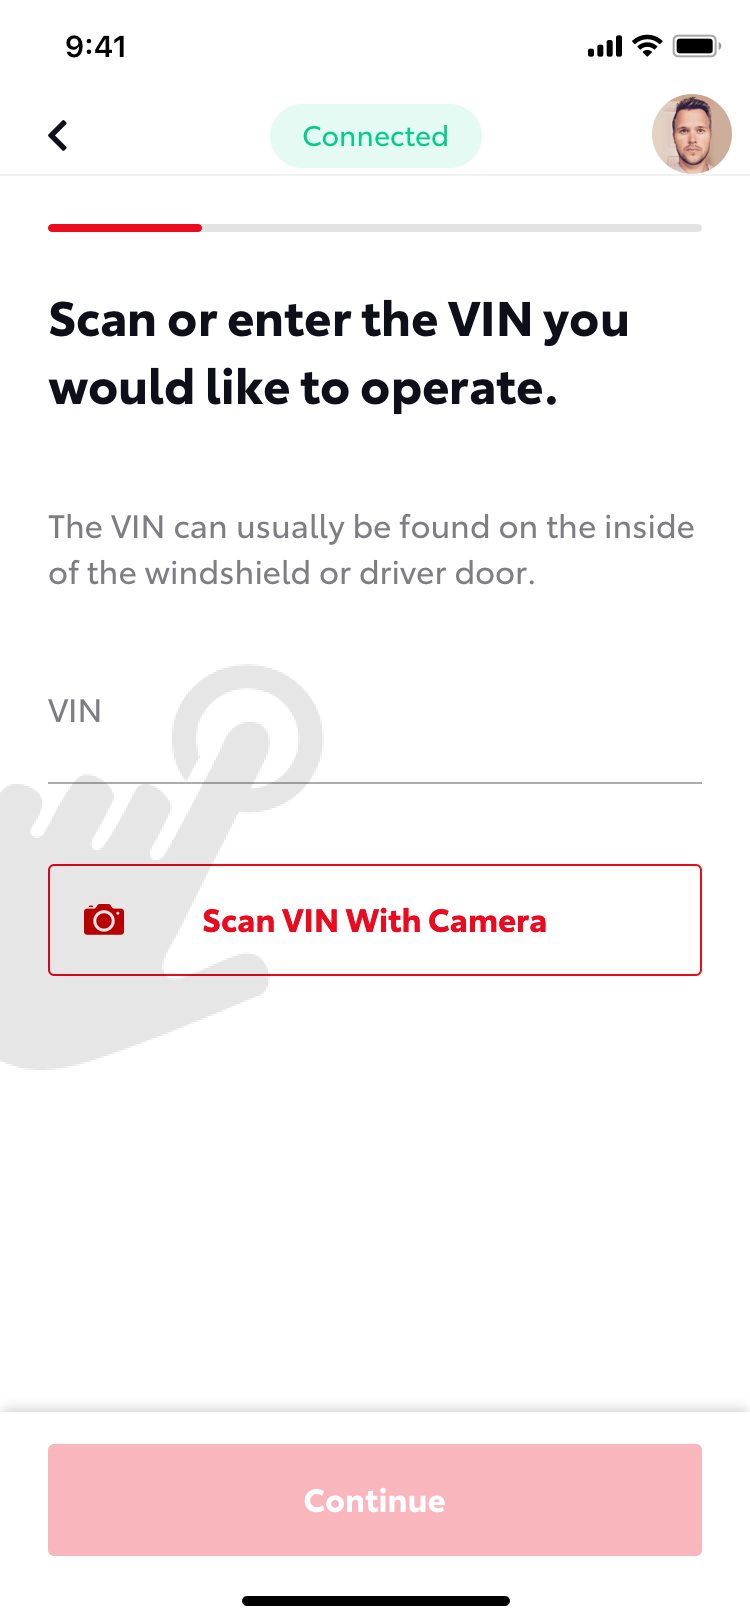 9:41
Connected
Scan or enter the VIN you
would like to operate.
The VIN can usually be found on the inside
of the windshield or driver door.
VIN
Scan VIN With Camera
Continue